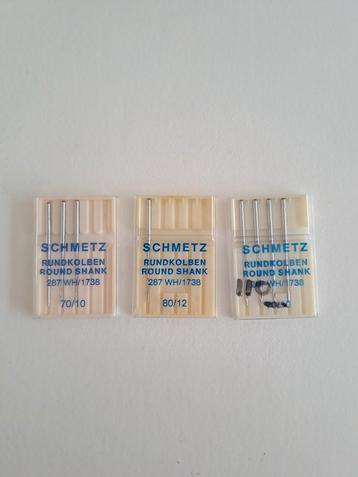 SCHMETZ
RUNDKOLBEN
ROUND SHANK
287 WH/1738
70/10
SCHMETZ
RUNDKOLBEN
ROUND SHANK
287 WH/1738
80/12
SCHMETZ
RUNDKOLBEN
ROUND SHANK
287 WH/1738